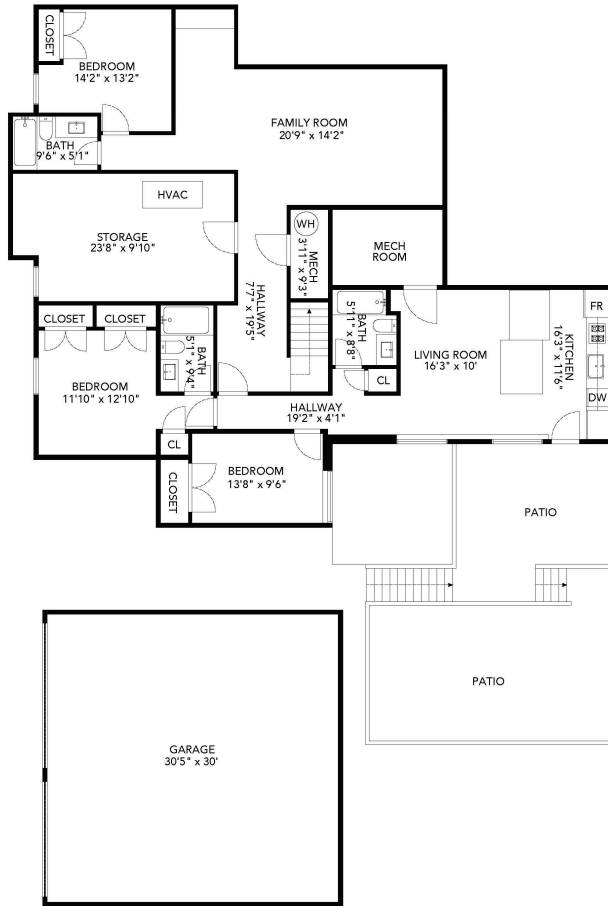 CLOSET
BEDROOM
14'2" x 13'2"
FAMILY ROOM
20'9" x 14'2"
BATH
9'6" x 5'1"
HVAC
STORAGE
23'8" x 9'10"
WH
MECH
3'11" x 9'3"
MECH
ROOM
HALLWAY
7'7" x 19'5"
CLOSET
CLOSET
BATH
5'1" x 9'4"
BATH
5'11" x 8'8"
LIVING ROOM
16'3" x 10'
KITCHEN
16'3" x 11'6"
FR
DW
BEDROOM
11'10" x 12'10"
CL
HALLWAY
19'2" x 4'1"
CL
BEDROOM
13'8" x 9'6"
CLOSET
PATIO
PATIO
GARAGE
30'5" x 30'